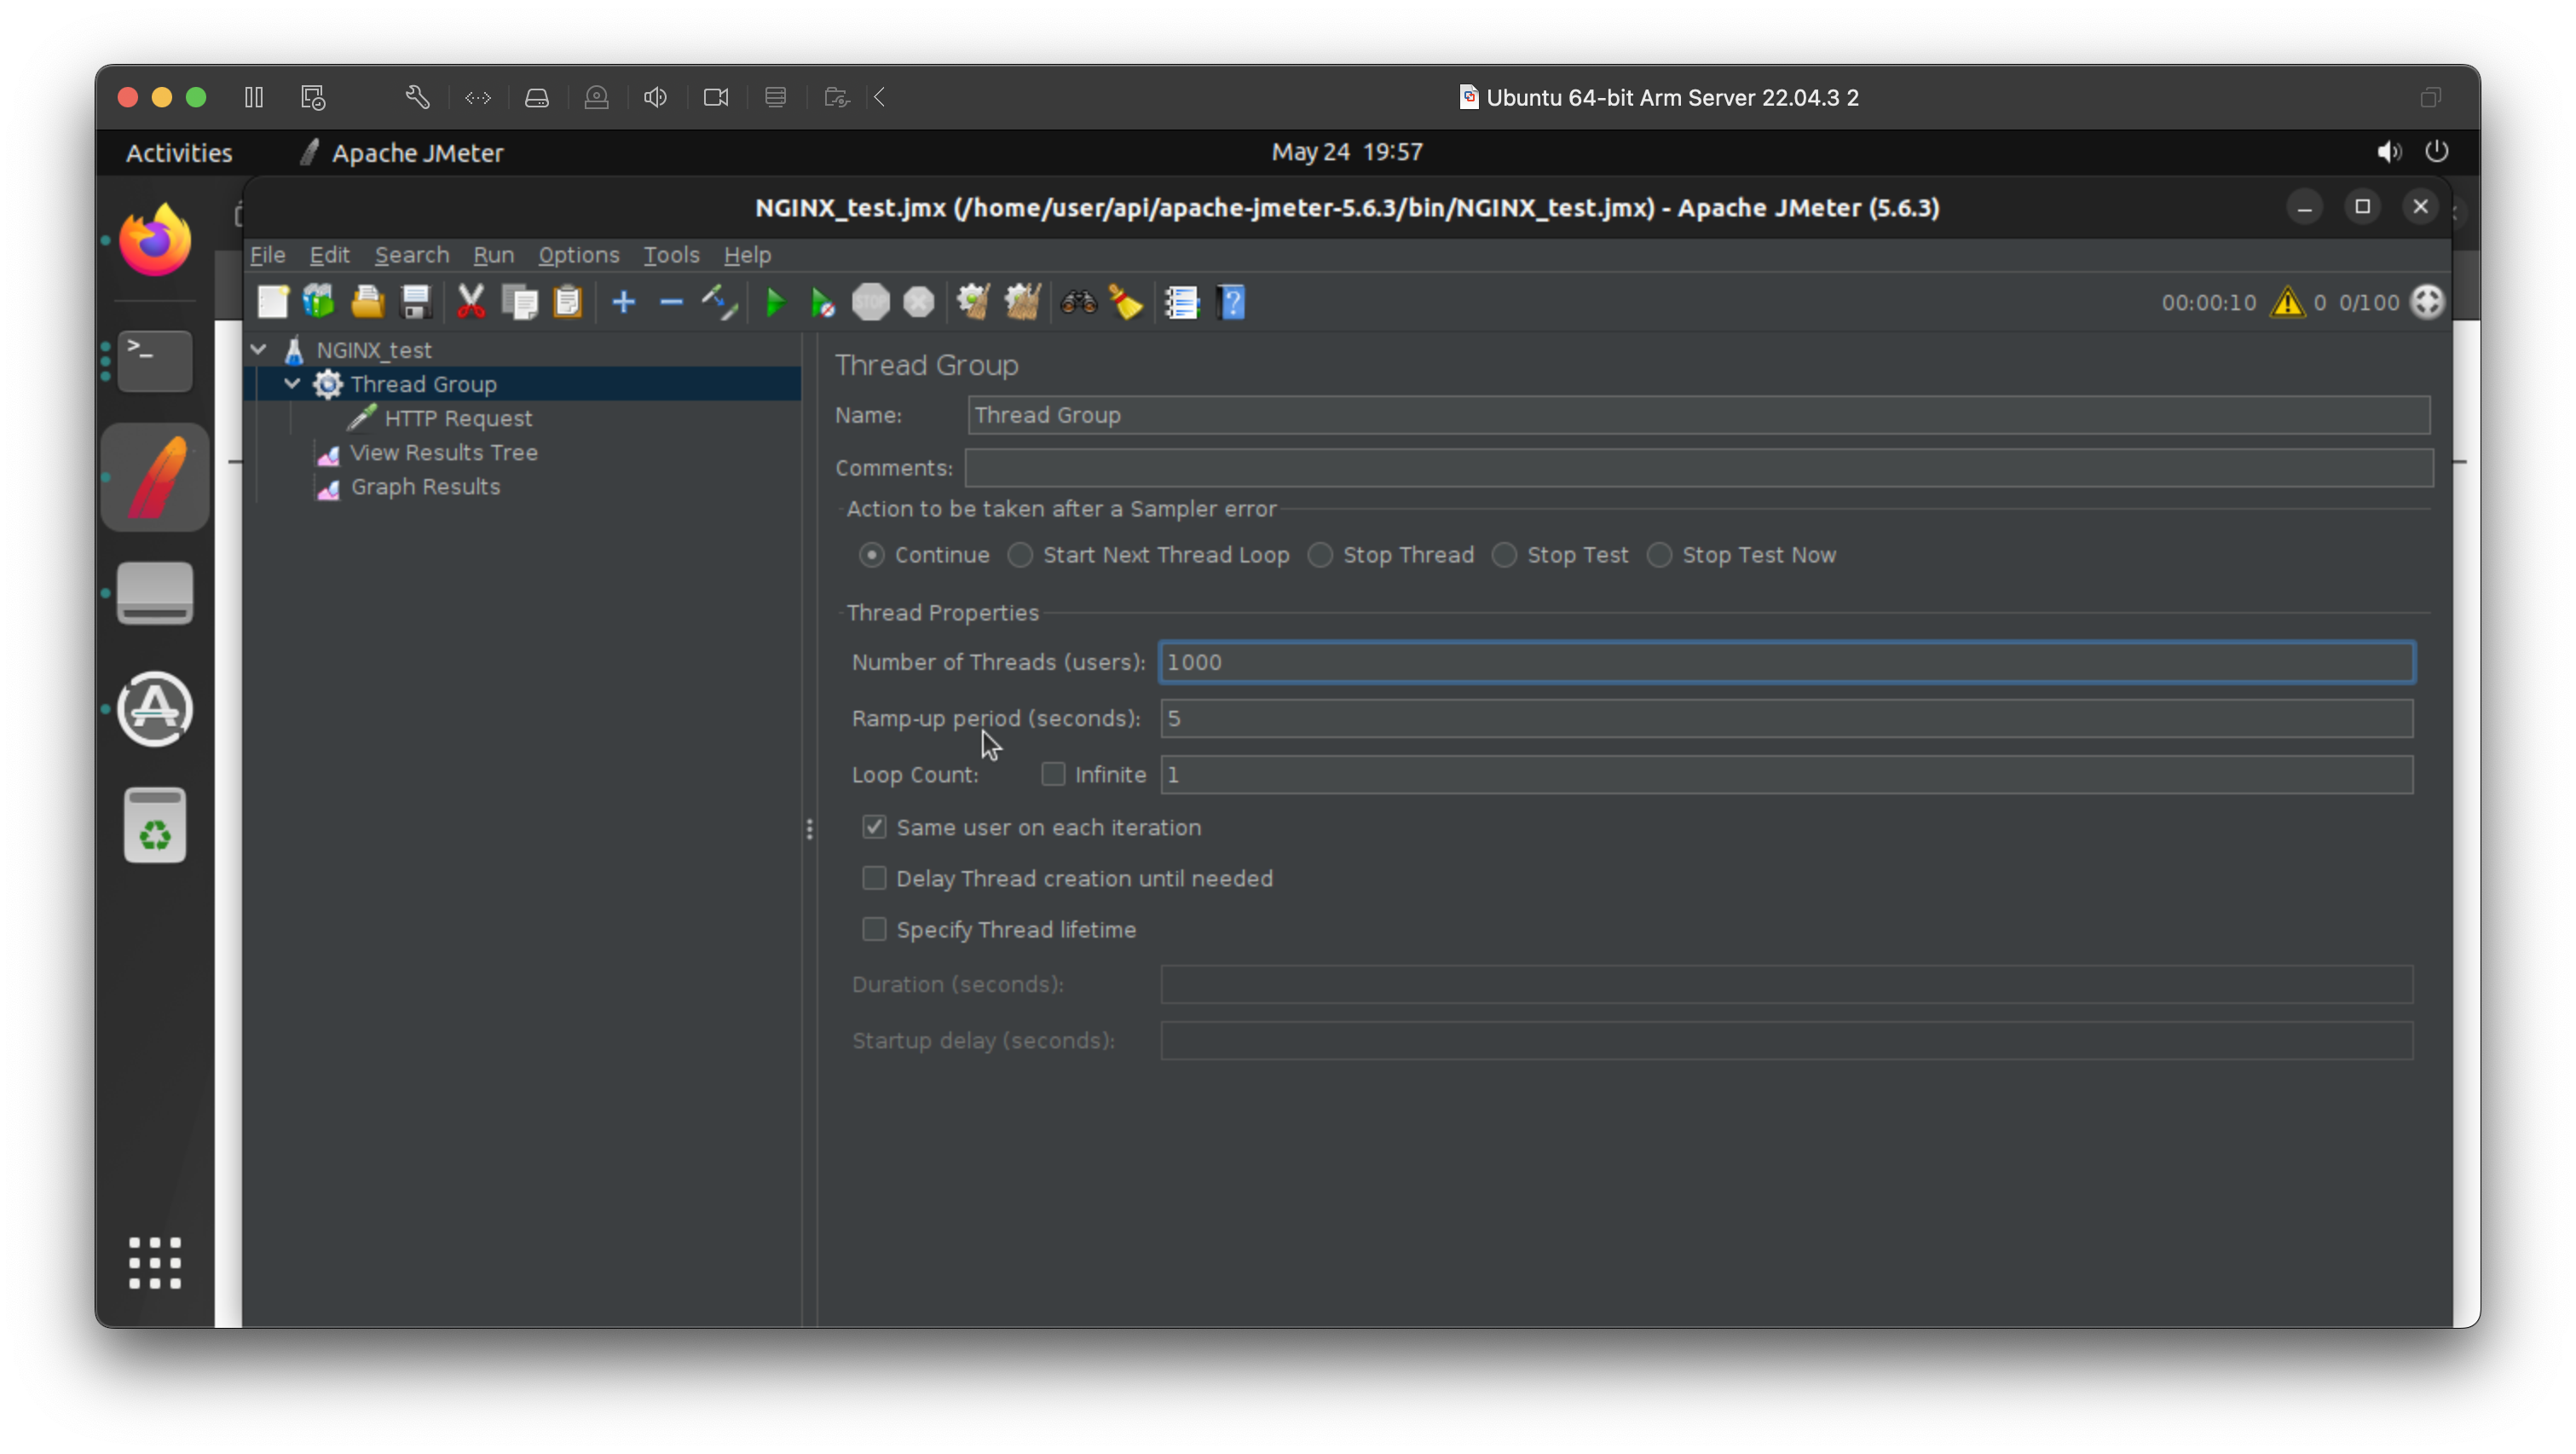 Ubuntu 64-bit Arm Server 22.04.3 2
Activities
Apache JMeter
May 24 19:57
NGINX_test.jmx (/home/user/api/apache-jmeter-5.6.3/bin/NGINX_test.jmx) - Apache JMeter (5.6.3)
File Edit Search Run Options Tools Help
STOP
00:00:10 0 0/100
NGINX_test
Thread Group
HTTP Request
View Results Tree
Graph Results
Thread Group
Name: Thread Group
Comments:
Action to be taken after a Sampler error
Continue Start Next Thread Loop Stop Thread Stop Test Stop Test Now
Thread Properties
Number of Threads (users): 1000
Ramp-up period (seconds): 5
Loop Count: Infinite 1
Same user on each iteration
Delay Thread creation until needed
Specify Thread lifetime
Duration (seconds):
Startup delay (seconds):